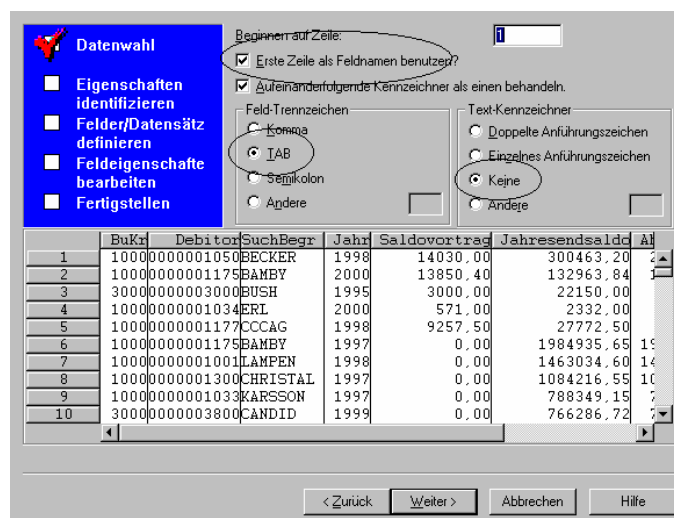 Datenwahl
Eigenschaften
identifizieren
Felder/Datensätz
definieren
Feldeigenschafte
bearbeiten
Fertigstellen
Beginnen auf Zeile: 1
Erste Zeile als Feldnamen benutzen?
Aufeinanderfolgende Kennzeichner als einen behandeln.
Feld-Trennzeichen
Komma
TAB
Semikolon
Andere
Text-Kennzeichner
Doppelte Anführungszeichen
Einzelnes Anführungszeichen
Keine
Andere
BuKr Debitor SuchBegr Jahr Saldovortrag Jahresendsaldo
1 1000 0000001050 BECKER 1998 14030,00 300463,20
2 1000 0000001175 BAMBY 2000 13850,40 132963,84
3 3000 0000003000 BUSH 1995 3000,00 22150,00
4 1000 0000001034 ERL 2000 571,00 2332,00
5 1000 0000001177 CCCAG 1998 9257,50 27772,50
6 1000 0000001175 BAMBY 1997 0,00 1984935,65
7 1000 0000001001 LAMPEN 1998 0,00 1463034,60
8 1000 0000001300 CHRISTAL 1997 0,00 1084216,55
9 1000 0000001033 KARSSON 1997 0,00 788349,15
10 3000 0000003800 CANDID 1999 0,00 766286,72
< Zurück Weiter > Abbrechen Hilfe